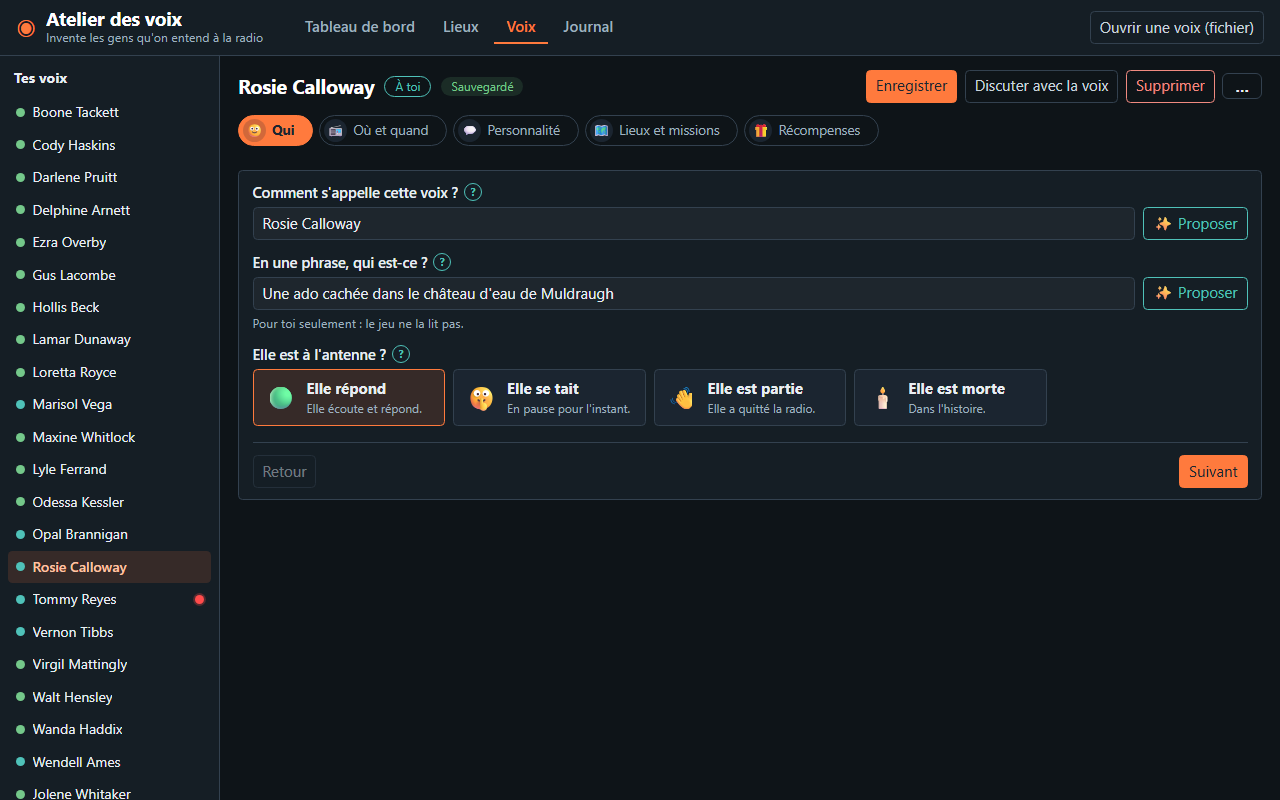 Atelier des voix
Invente les gens qu'on entend à la radio
Tableau de bord
Lieux
Voix
Journal
Ouvrir une voix (fichier)
Tes voix
Boone Tackett
Cody Haskins
Darlene Pruitt
Delphine Arnett
Ezra Overby
Gus Lacombe
Hollis Beck
Lamar Dunaway
Loretta Royce
Marisol Vega
Maxine Whitlock
Lyle Ferrand
Odessa Kessler
Opal Brannigan
Rosie Calloway
Tommy Reyes
Vernon Tibbs
Virgil Mattingly
Walt Hensley
Wanda Haddix
Wendell Ames
Jolene Whitaker
Rosie Calloway
À toi
Sauvegardé
Enregistrer
Discuter avec la voix
Supprimer
...
Qui
Où et quand
Personnalité
Lieux et missions
Récompenses
Comment s'appelle cette voix ? ?
Rosie Calloway
Proposer
En une phrase, qui est-ce ? ?
Une ado cachée dans le château d'eau de Muldraugh
Proposer
Pour toi seulement : le jeu ne la lit pas.
Elle est à l'antenne ? ?
Elle répond
Elle écoute et répond.
Elle se tait
En pause pour l'instant.
Elle est partie
Elle a quitté la radio.
Elle est morte
Dans l'histoire.
Retour
Suivant